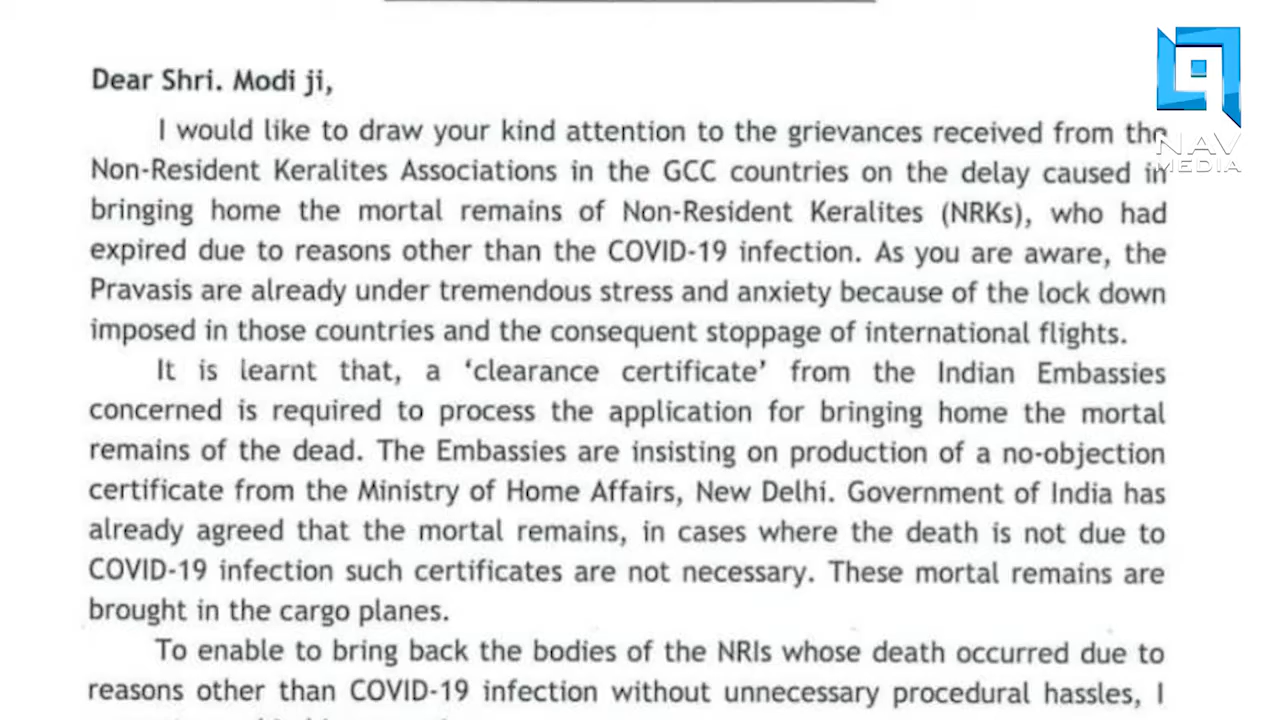 Dear Shri. Modi ji,
I would like to draw your kind attention to the grievances received from the
Non-Resident Keralites Associations in the GCC countries on the delay caused in
bringing home the mortal remains of Non-Resident Keralites (NRKs), who had
expired due to reasons other than the COVID-19 infection. As you are aware, the
Pravasis are already under tremendous stress and anxiety because of the lock down
imposed in those countries and the consequent stoppage of international flights.
It is learnt that, a ‘clearance certificate’ from the Indian Embassies
concerned is required to process the application for bringing home the mortal
remains of the dead. The Embassies are insisting on production of a no-objection
certificate from the Ministry of Home Affairs, New Delhi. Government of India has
already agreed that the mortal remains, in cases where the death is not due to
COVID-19 infection such certificates are not necessary. These mortal remains are
brought in the cargo planes.
To enable to bring back the bodies of the NRIs whose death occurred due to
reasons other than COVID-19 infection without unnecessary procedural hassles, I
NAV
MEDIA